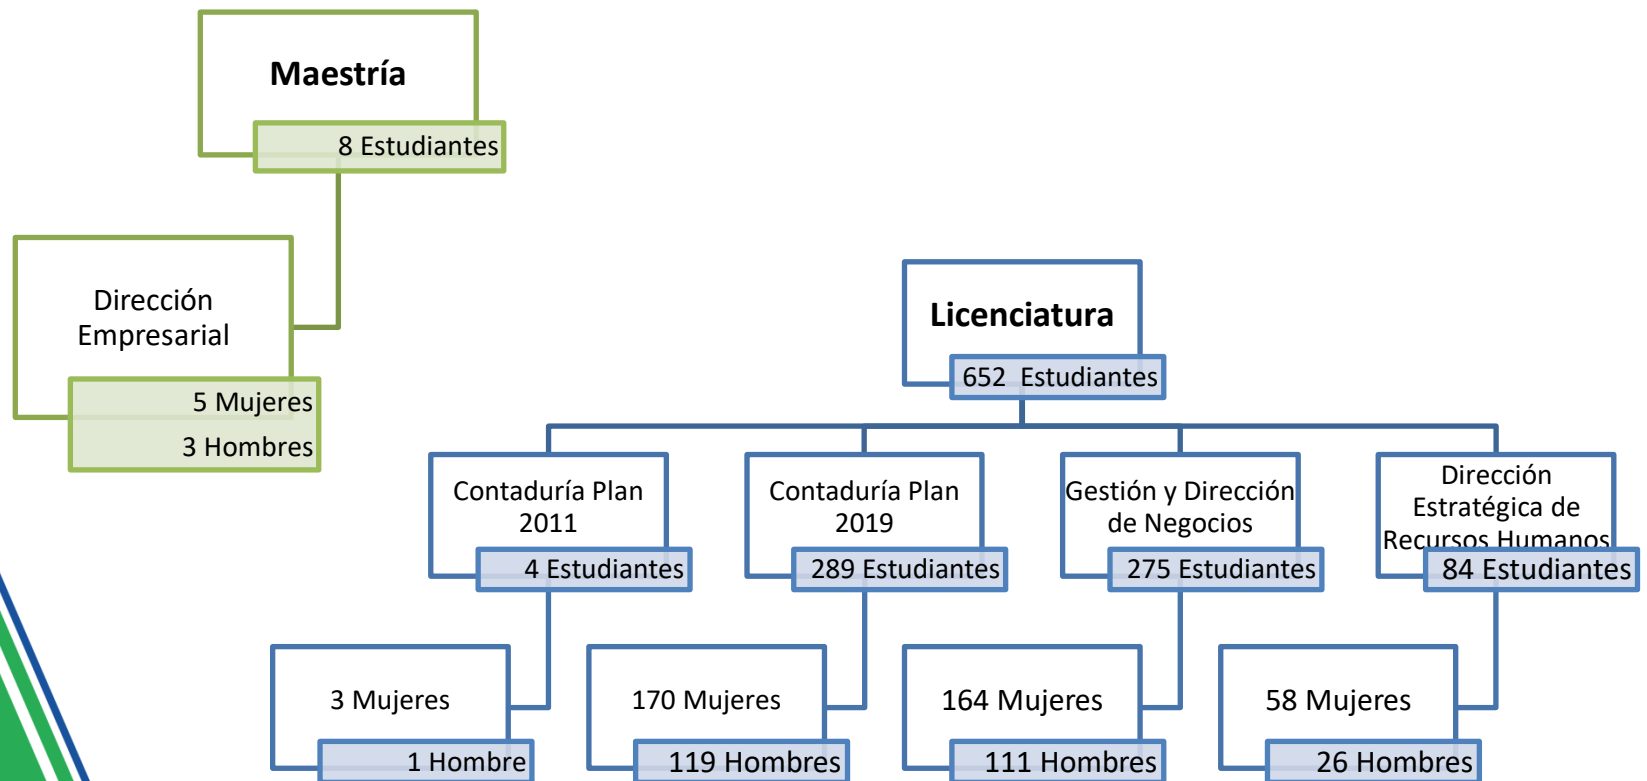 Maestría
8 Estudiantes
Dirección
Empresarial
5 Mujeres
3 Hombres
Licenciatura
652 Estudiantes
Contaduría Plan
2011
4 Estudiantes
3 Mujeres
1 Hombre
Contaduría Plan
2019
289 Estudiantes
170 Mujeres
119 Hombres
Gestión y Dirección
de Negocios
275 Estudiantes
164 Mujeres
111 Hombres
Dirección
Estratégica de
Recursos Humanos
84 Estudiantes
58 Mujeres
26 Hombres